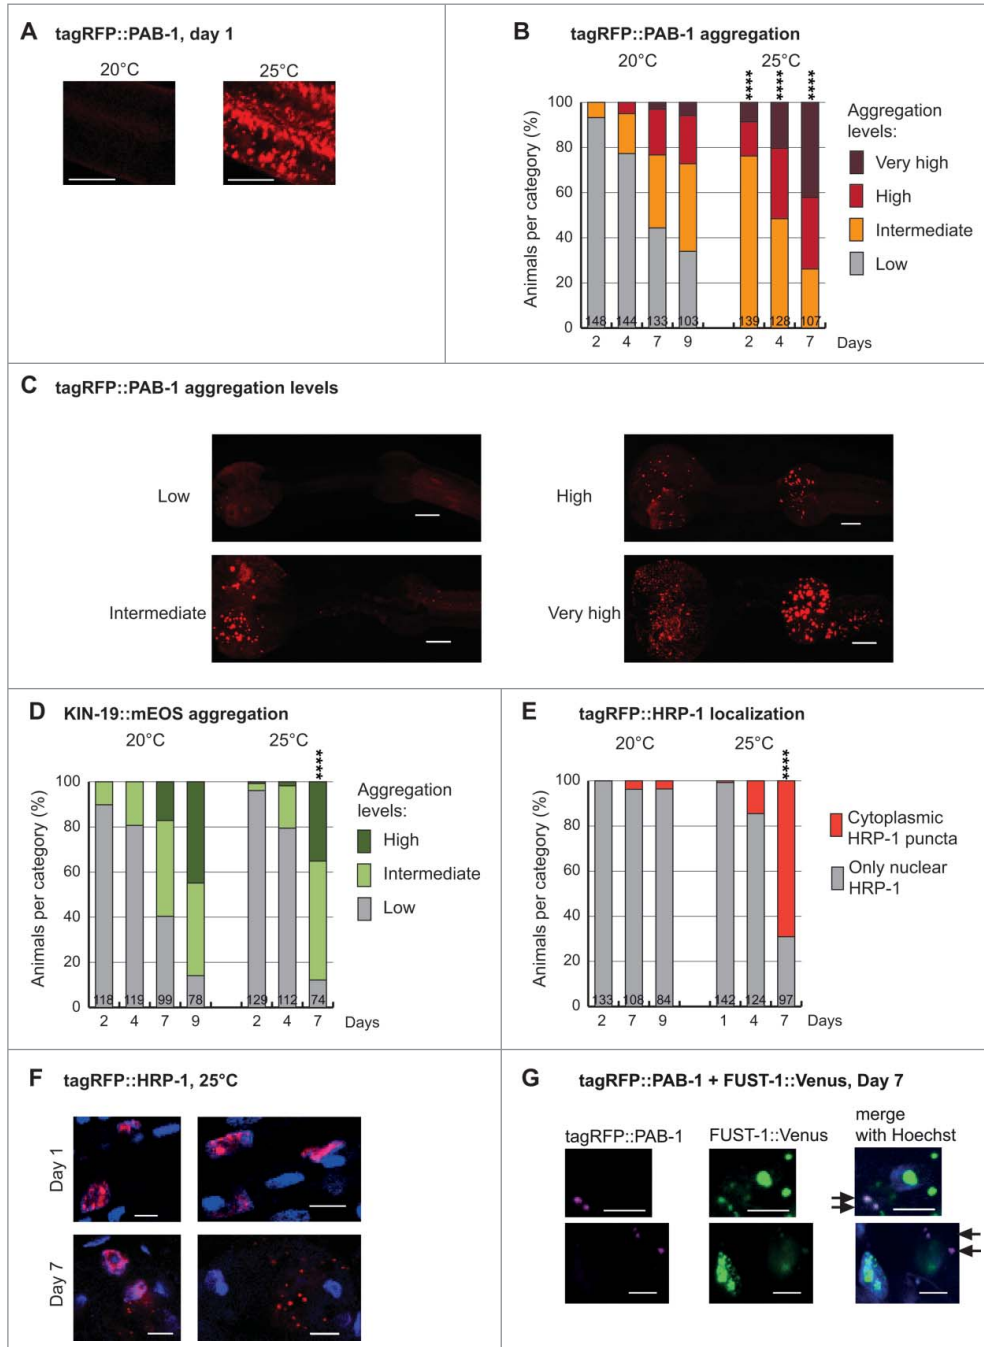 A tagRFP::PAB-1, day 1
20°C 25°C
B tagRFP::PAB-1 aggregation
20°C 25°C
**** **** ****
Animals per category (%)
100
80
60
40
20
0
148 144 133 103 139 128 107
2 4 7 9 2 4 7 Days
Aggregation
levels:
Very high
High
Intermediate
Low
C tagRFP::PAB-1 aggregation levels
Low
High
Intermediate
Very high
D KIN-19::mEOS aggregation
20°C 25°C
****
Animals per category (%)
100
80
60
40
20
0
118 119 99 78 129 112 74
2 4 7 9 2 4 7 Days
Aggregation
levels:
High
Intermediate
Low
E tagRFP::HRP-1 localization
20°C 25°C
****
Animals per category (%)
100
80
60
40
20
0
133 108 84 142 124 97
2 7 9 1 4 7 Days
Cytoplasmic
HRP-1 puncta
Only nuclear
HRP-1
F tagRFP::HRP-1, 25°C
Day 1
Day 7
G tagRFP::PAB-1 + FUST-1::Venus, Day 7
tagRFP::PAB-1 FUST-1::Venus merge
with Hoechst